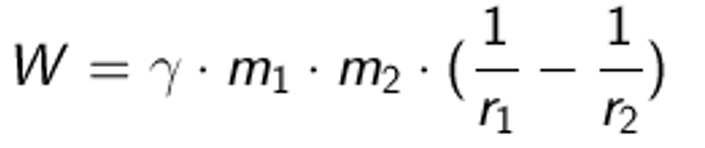 W = γ · m₁ · m₂ · (1/r₁ − 1/r₂)